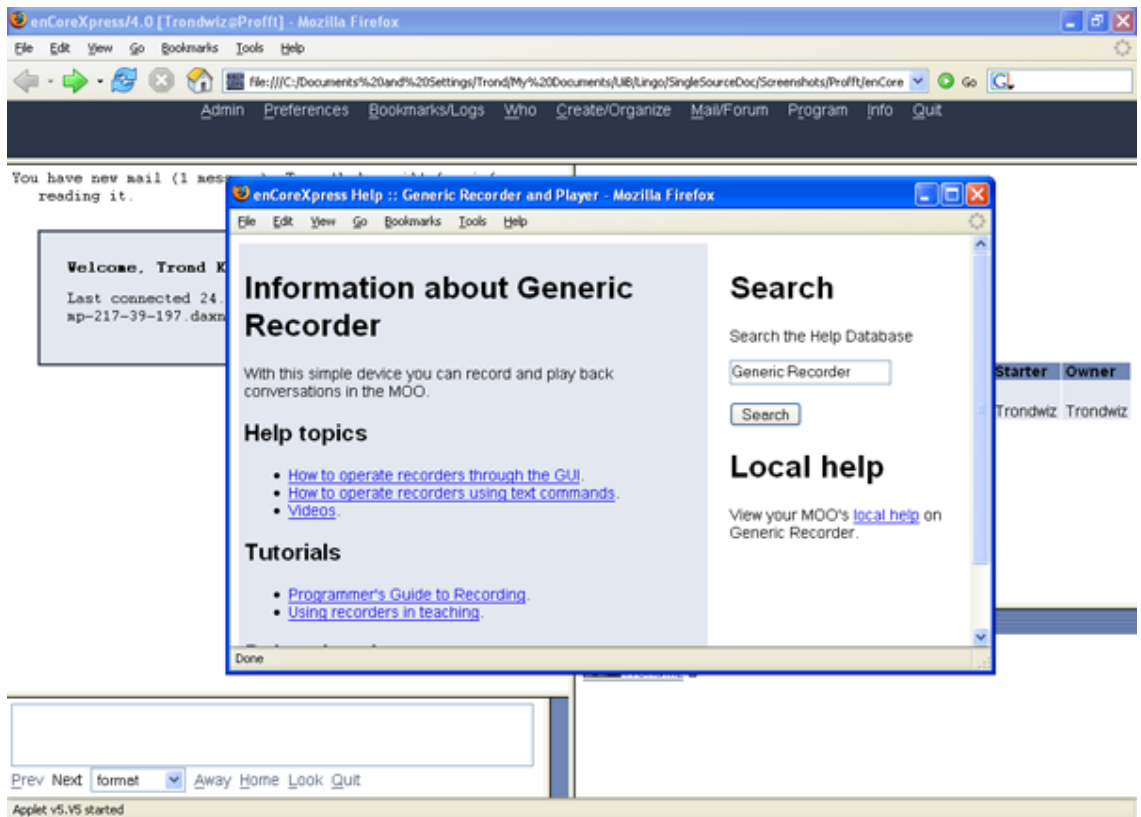 enCoreXpress/4.0 [Trondwiz@Profft] - Mozilla Firefox
File Edit View Go Bookmarks Tools Help
file:///C:/Documents%20and%20Settings/Trond/My%20Documents/UiB/Lingo/SingleSourceDoc/Screenshots/Profft/enCore Go
Admin Preferences Bookmarks/Logs Who Create/Organize Mail/Forum Program Info Quit
You have new mail (1
reading it.
Welcome, Trond K
Last connected 24.
mp-217-39-197.daxn
enCoreXpress Help :: Generic Recorder and Player - Mozilla Firefox
File Edit View Go Bookmarks Tools Help
Information about Generic
Recorder
With this simple device you can record and play back
conversations in the MOO.
Help topics
• How to operate recorders through the GUI.
• How to operate recorders using text commands.
• Videos.
Tutorials
• Programmer's Guide to Recording.
• Using recorders in teaching.
Search
Search the Help Database
Generic Recorder
Search
Local help
View your MOO's local help on
Generic Recorder.
Done
Starter Owner
Trondwiz Trondwiz
Prev Next format Away Home Look Quit
Applet v5.V5 started